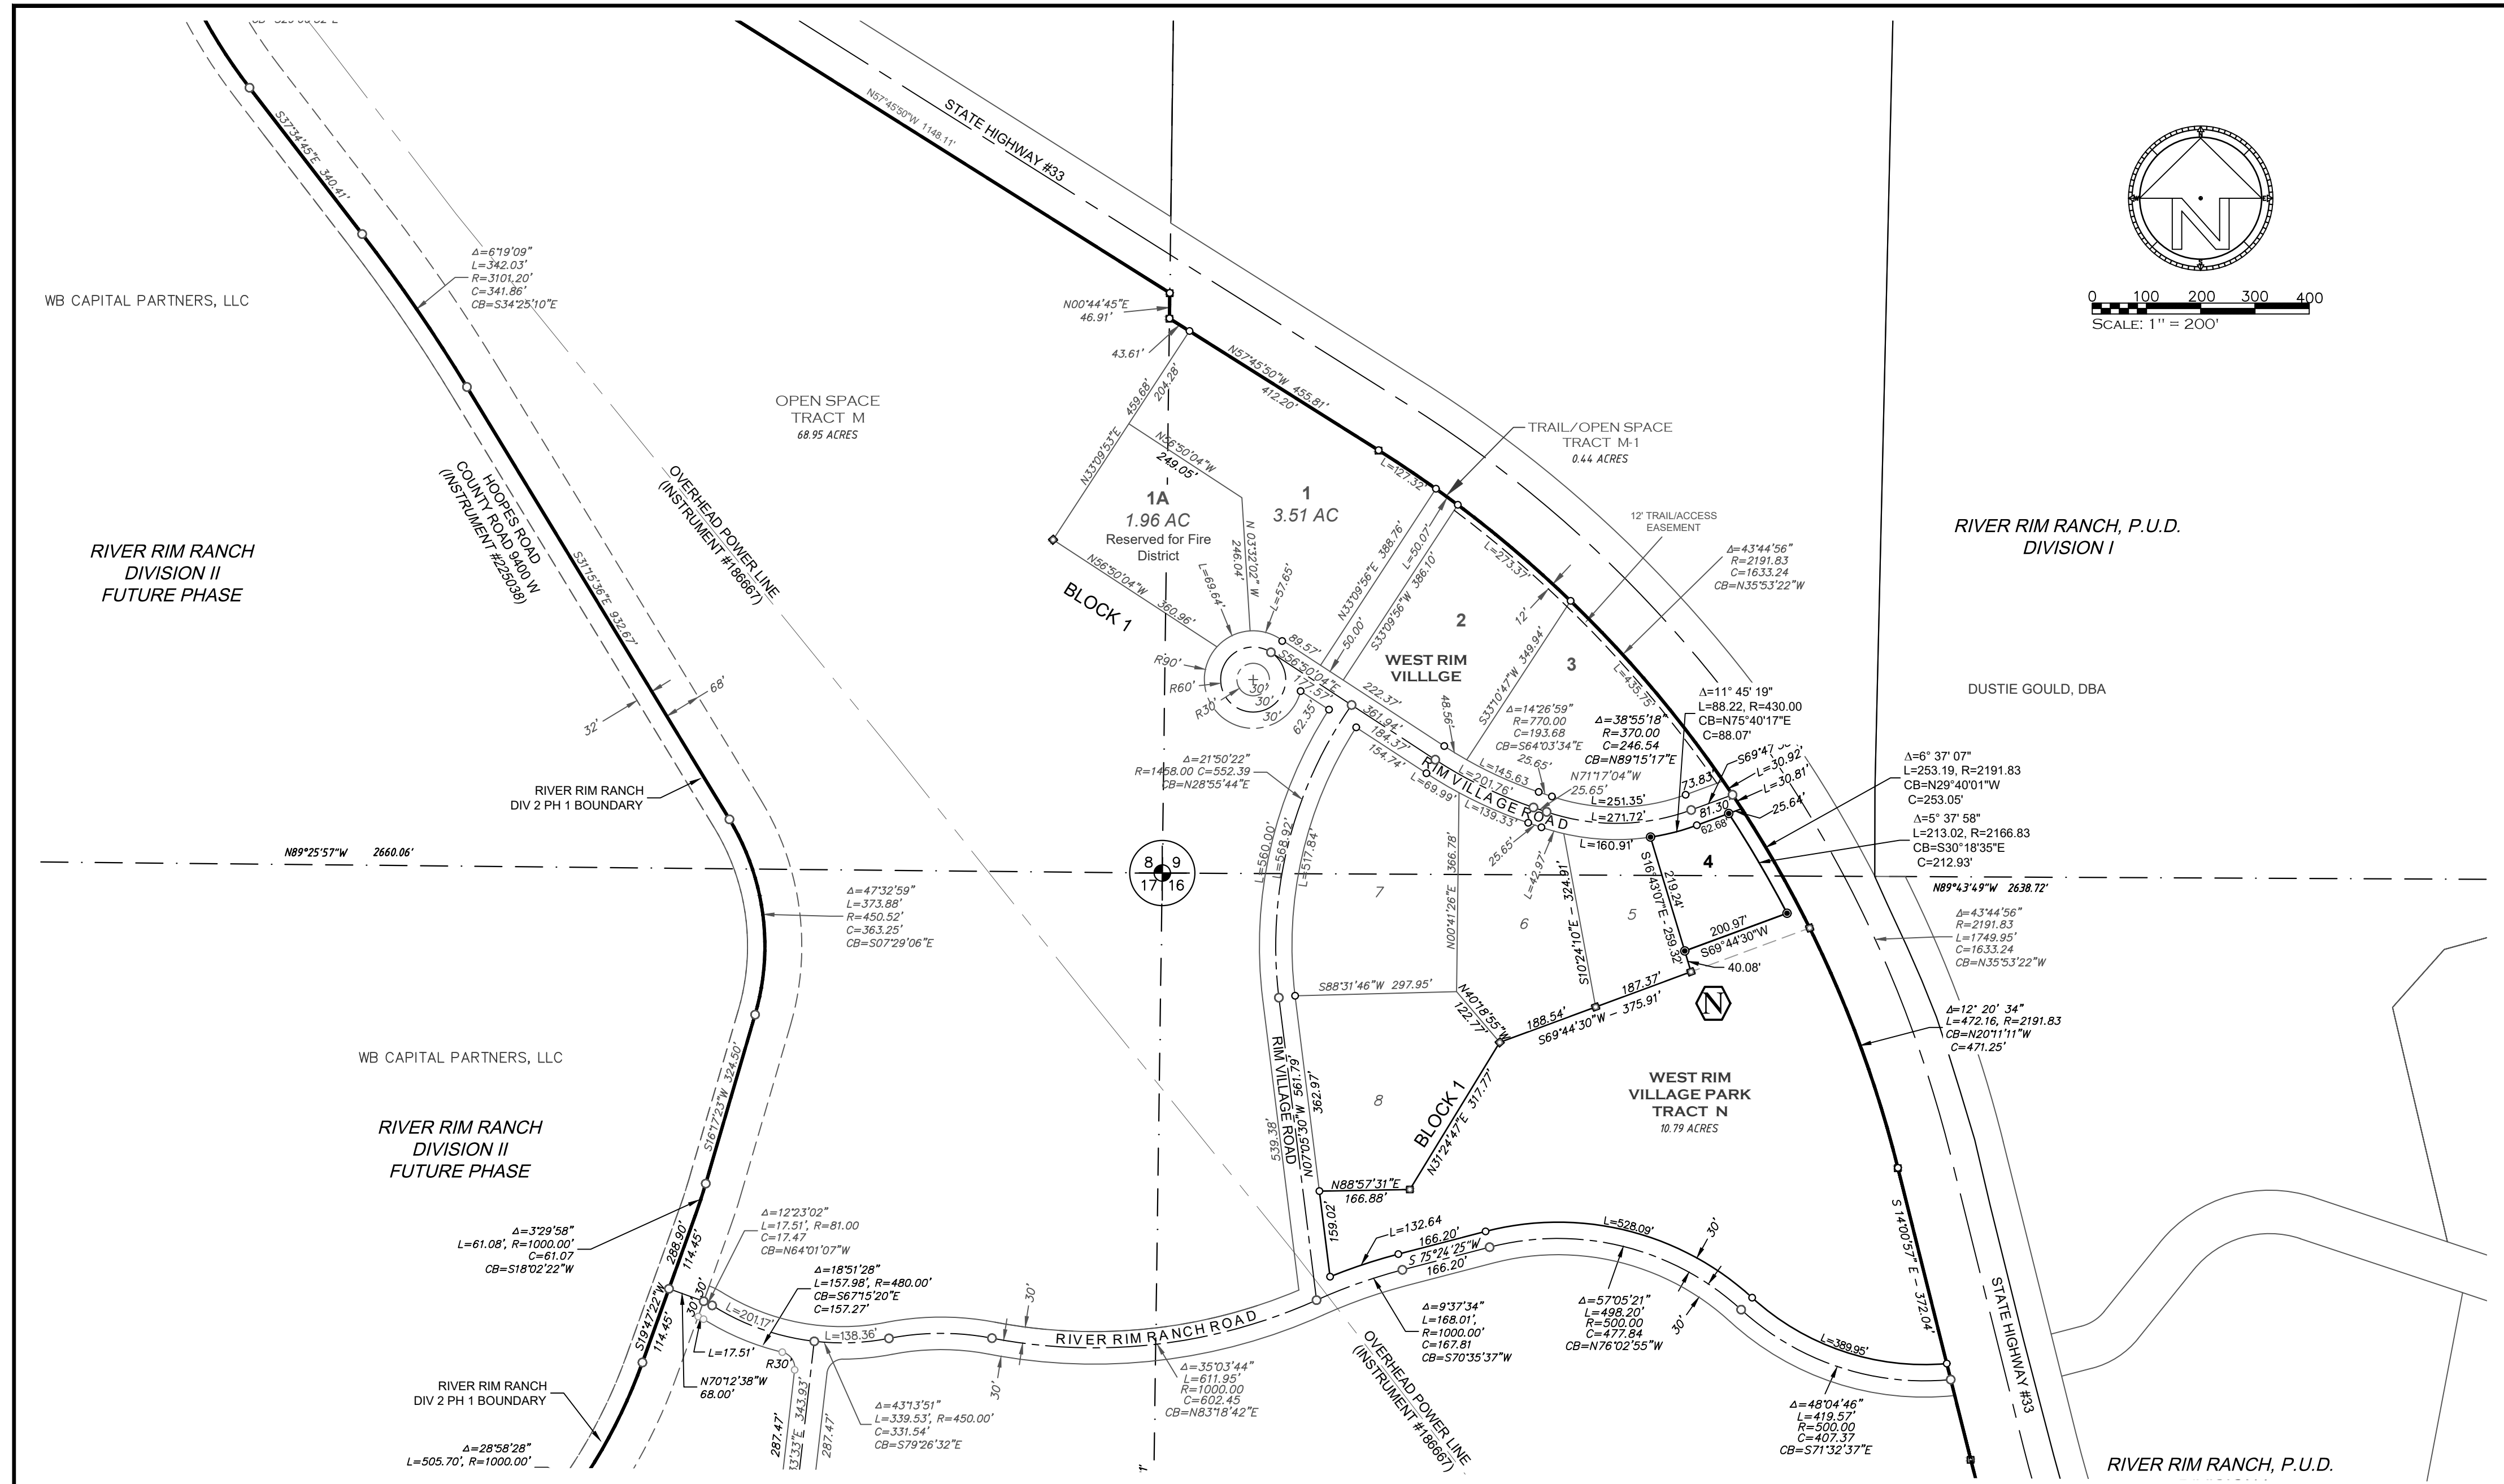 S37°34'45"E 340.41'
Δ=6°19'09"
L=342.03'
R=3101.20'
C=341.86'
CB=S34°25'10"E
WB CAPITAL PARTNERS, LLC
N57°45'50"W 1148.11'
STATE HIGHWAY #33
N
0 100 200 300 400
SCALE: 1" = 200'
N00°44'45"E
46.91'
43.61'
OPEN SPACE
TRACT M
68.95 ACRES
459.68'
204.28'
N33°09'53"E
N57°45'50"W 455.81'
412.20'
N56°50'04"W
249.05'
1A
1.96 AC
Reserved for Fire
District
1
3.51 AC
L=127.32'
TRAIL/OPEN SPACE
TRACT M-1
0.44 ACRES
12' TRAIL/ACCESS
EASEMENT
Δ=43°44'56"
R=2191.83
C=1633.24
CB=N35°53'22"W
RIVER RIM RANCH, P.U.D.
DIVISION I
DUSTIE GOULD, DBA
RIVER RIM RANCH
DIVISION II
FUTURE PHASE
HOOPES ROAD
COUNTY ROAD 9400 W
(INSTRUMENT #225038)
OVERHEAD POWER LINE
(INSTRUMENT #186667)
S31°15'36"E 932.67'
68'
32'
RIVER RIM RANCH
DIV 2 PH 1 BOUNDARY
N56°50'04"W 360.96'
BLOCK 1
N 03°32'02" W
246.04'
L=69.64'
L=57.65'
N33°09'56"E 388.76'
L=50.07'
S33°09'56"W 386.10'
50.00'
L=273.37'
12'
2
WEST RIM
VILLLGE
3
S33°10'47"W 349.94'
L=435.75'
89.57'
S56°50'04"E
177.57'
R90'
R60'
R30'
30'
30'
30'
62.35'
222.37'
361.94'
184.37'
154.74'
48.56'
Δ=14°26'59"
R=770.00
C=193.68
CB=S64°03'34"E
25.65'
Δ=38°55'18"
R=370.00
C=246.54
CB=N89°15'17"E
Δ=11° 45' 19"
L=88.22, R=430.00
CB=N75°40'17"E
C=88.07'
L=145.63
L=201.76'
RIM VILLAGE ROAD
L=69.99'
L=139.33'
N71°17'04"W
25.65'
25.65'
L=251.35'
L=271.72'
L=160.91'
73.83'
81.30
62.68'
L=30.92'
L=30.81'
25.64'
Δ=6° 37' 07"
L=253.19, R=2191.83
CB=N29°40'01"W
C=253.05'
Δ=5° 37' 58"
L=213.02, R=2166.83
CB=S30°18'35"E
C=212.93'
Δ=21°50'22"
R=1458.00 C=552.39
CB=N28°55'44"E
L=560.00'
L=568.92'
L=517.84'
N89°25'57"W 2660.06'
8 9
17 16
N89°43'49"W 2638.72'
7
N00°41'26"E 366.78'
L=42.97'
6
S10°24'10"E – 324.91'
5
219.24'
S16°43'07"E - 259.32'
4
200.97'
S69°44'30"W
40.08'
N
Δ=43°44'56"
R=2191.83
L=1749.95'
C=1633.24
CB=N35°53'22"W
Δ=47°32'59"
L=373.88'
R=450.52'
C=363.25'
CB=S07°29'06"E
S88°31'46"W 297.95'
N40°18'55"W
122.77'
188.54'
187.37'
S69°44'30"W – 375.91'
Δ=12° 20' 34"
L=472.16, R=2191.83
CB=N20°11'11"W
C=471.25'
WB CAPITAL PARTNERS, LLC
RIVER RIM RANCH
DIVISION II
FUTURE PHASE
S16°17'23"W 324.50'
RIM VILLAGE ROAD
539.38'
N07°05'30"W 561.79'
362.97'
8
BLOCK 1
N31°24'47"E 317.77'
WEST RIM
VILLAGE PARK
TRACT N
10.79 ACRES
N88°57'31"E
166.88'
159.02'
L=132.64
166.20'
S 75°24'25"W
166.20'
L=528.09'
30'
S 14°00'57" E – 372.04'
Δ=3°29'58"
L=61.08', R=1000.00'
C=61.07
CB=S18°02'22"W
288.90'
114.45'
Δ=12°23'02"
L=17.51', R=81.00
C=17.47
CB=N64°01'07"W
Δ=18°51'28"
L=157.98', R=480.00'
CB=S67°15'20"E
C=157.27'
30' 30'
S19°47'22"W
114.45'
L=201.17'
L=138.36'
L=17.51'
R30'
N70°12'38"W
68.00'
30'
30'
RIVER RIM RANCH ROAD
Δ=9°37'34"
L=168.01',
R=1000.00'
C=167.81
CB=S70°35'37"W
Δ=57°05'21"
L=498.20'
R=500.00
C=477.84
CB=N76°02'55"W
30'
L=389.95'
STATE HIGHWAY #33
RIVER RIM RANCH
DIV 2 PH 1 BOUNDARY
Δ=28°58'28"
L=505.70', R=1000.00'
287.47'
343.93'
287.47'
Δ=43°13'51"
L=339.53', R=450.00'
C=331.54'
CB=S79°26'32"E
Δ=35°03'44"
L=611.95'
R=1000.00
C=602.45
CB=N83°18'42"E
OVERHEAD POWER LINE
(INSTRUMENT #186667)
Δ=48°04'46"
L=419.57'
R=500.00
C=407.37
CB=S71°32'37"E
RIVER RIM RANCH, P.U.D.